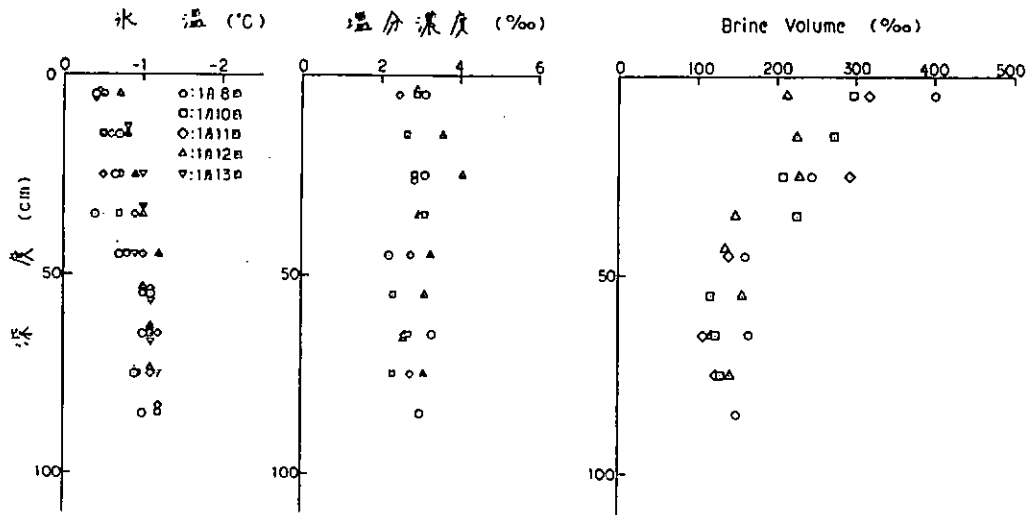 氷 温 (°C)
0 -1 -2
塩分濃度 (‰)
2 4 6
Brine Volume (‰)
0 100 200 300 400 500
0
50
100
深 度 (cm)
○:1月8日
□:1月10日
◇:1月11日
△:1月12日
▽:1月13日
50
100
50
100